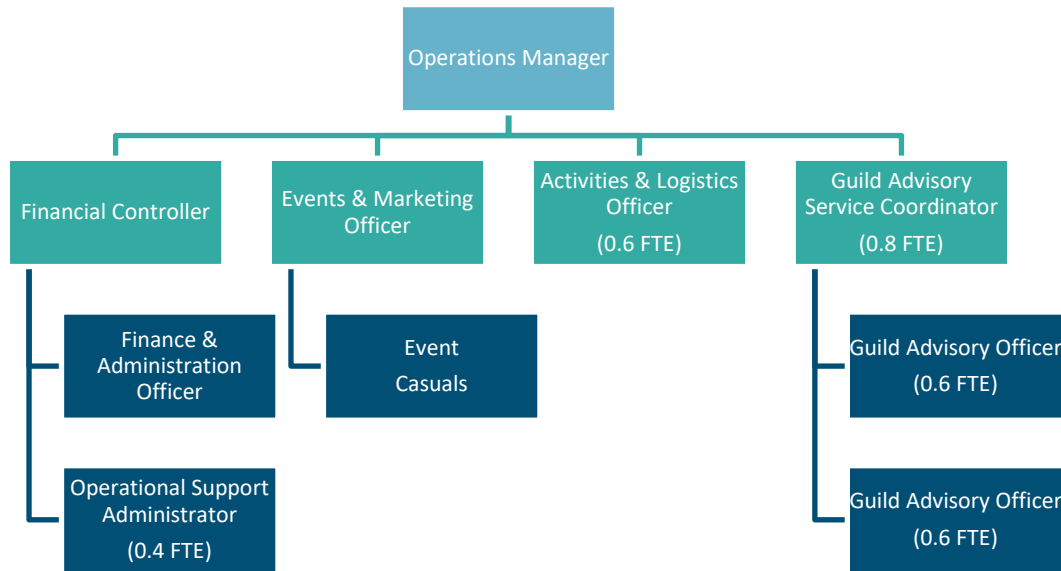 Operations Manager
Financial Controller
Events & Marketing
Officer
Activities & Logistics
Officer
(0.6 FTE)
Guild Advisory
Service Coordinator
(0.8 FTE)
Finance &
Administration
Officer
Event
Casuals
Guild Advisory Officer
(0.6 FTE)
Operational Support
Administrator
(0.4 FTE)
Guild Advisory Officer
(0.6 FTE)